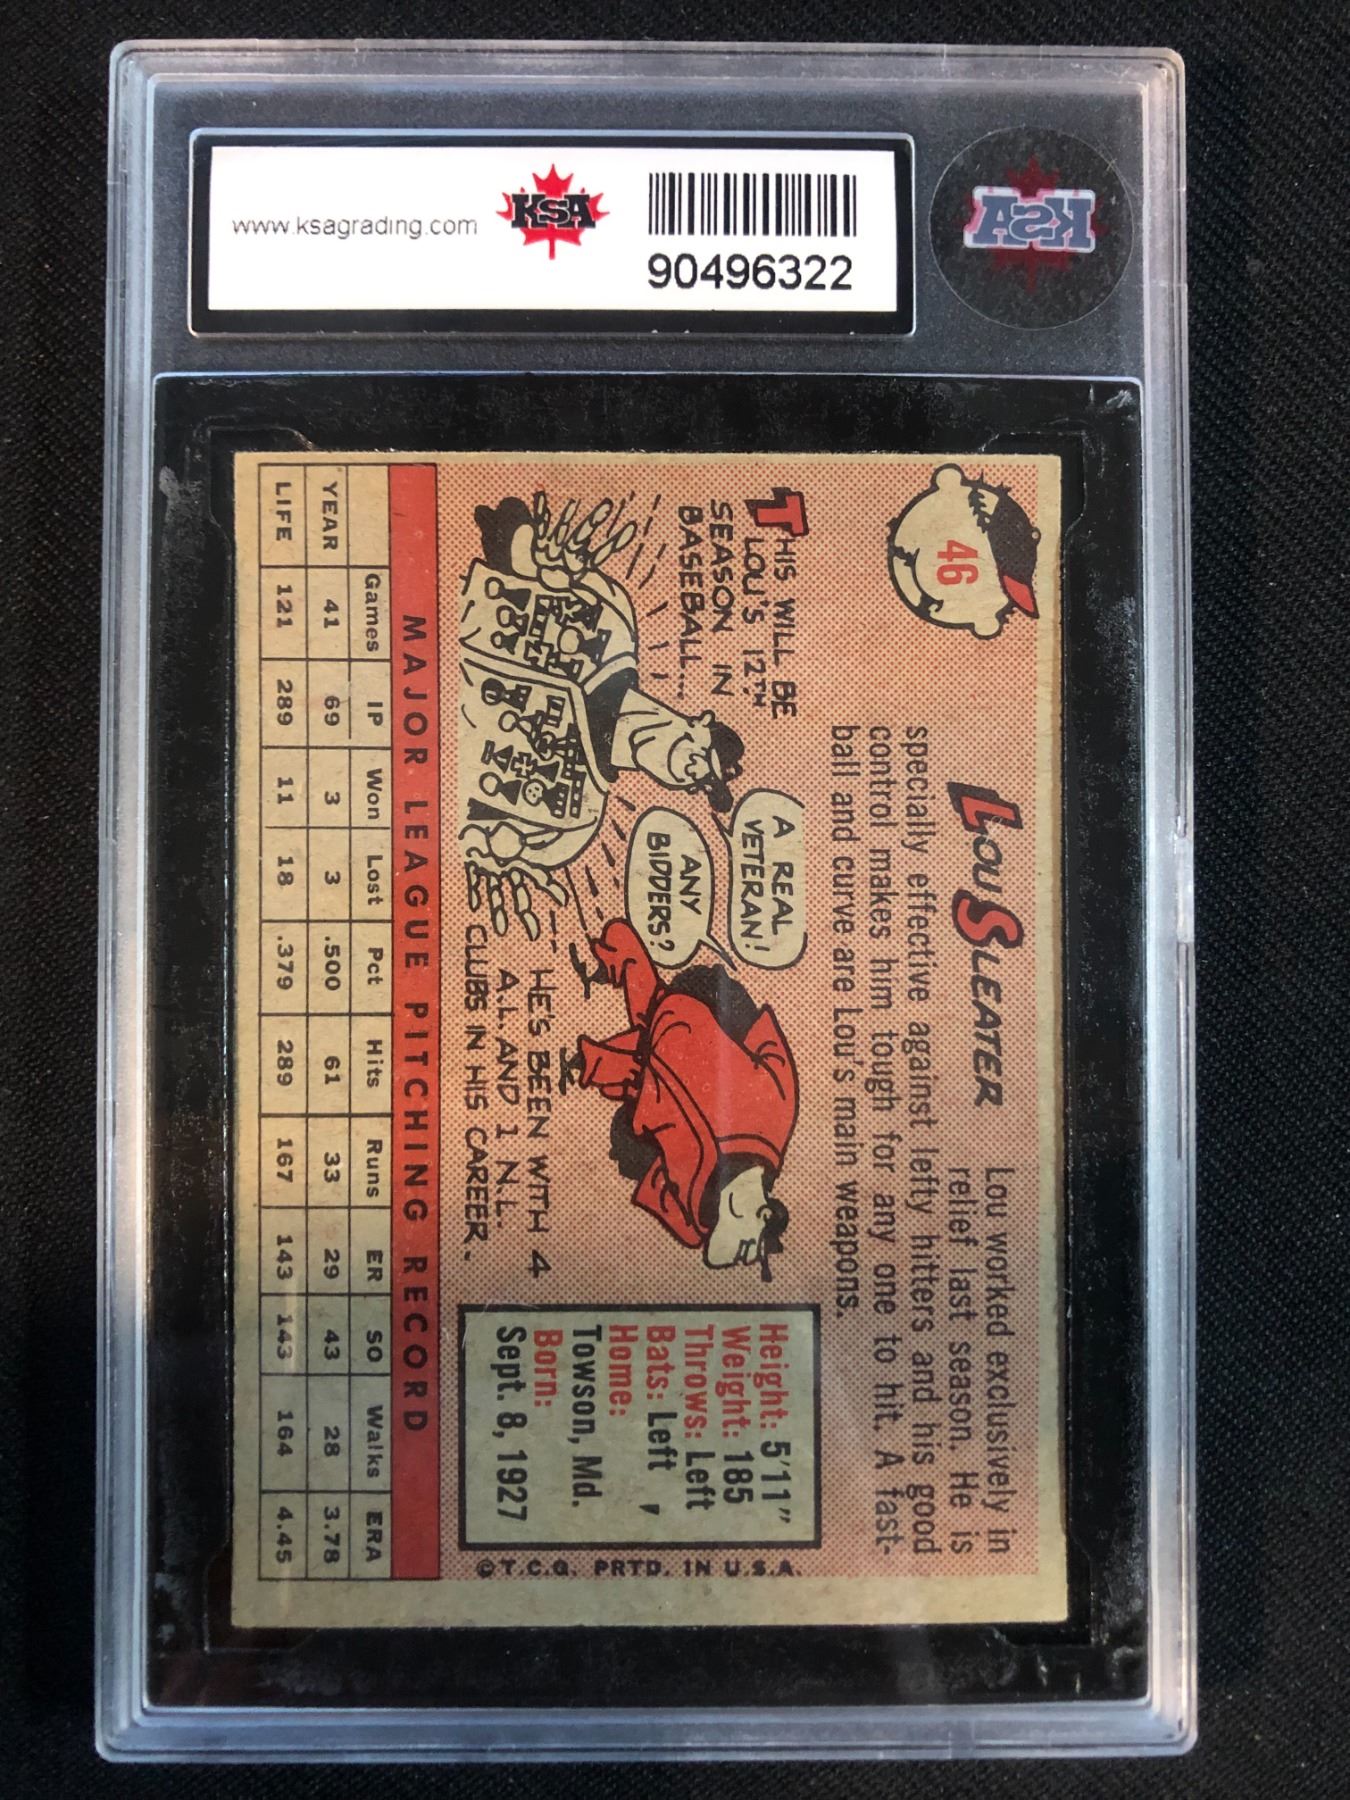 www.ksagrading.com
KSA
90496322
KSA
46
LOU SLEATER
Lou worked exclusively in
relief last season. He is
specially effective against lefty hitters and his good
control makes him tough for any one to hit. A fast-
ball and curve are Lou's main weapons.
THIS WILL BE
LOU'S 12TH
SEASON IN
BASEBALL...
A REAL
VETERAN!
ANY
BIDDERS?
HE'S BEEN WITH 4
A.L. AND 1 N.L.
CLUBS IN HIS CAREER.
Height: 5'11"
Weight: 185
Throws: Left
Bats: Left
Home:
Towson, Md.
Born:
Sept. 8, 1927
©T.C.G. PRTD. IN U.S.A.
MAJOR LEAGUE PITCHING RECORD
Games IP Won Lost Pct Hits Runs ER SO Walks ERA
YEAR 41 69 3 3 .500 61 33 29 43 28 3.78
LIFE 121 289 11 18 .379 289 167 143 143 164 4.45